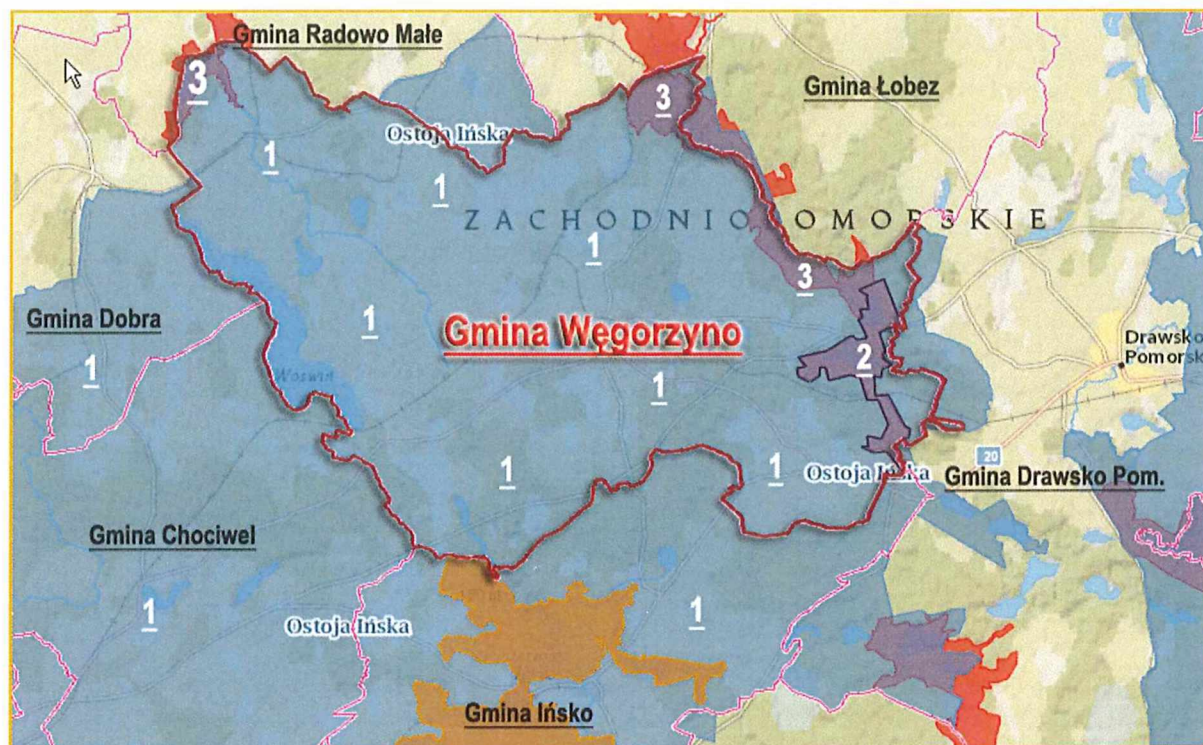 Gmina Radowo Małe
3
3
Gmina Łobez
Ostoja Ińska
1
1
ZACHODNIOPOMORSKIE
1
3
Gmina Dobra
1
Gmina Węgorzyno
Drawsko
Pomorsk
2
1
Woświn
1
1
1
Ostoja Ińska
20
Gmina Drawsko Pom.
Gmina Chociwel
1
1
Ostoja Ińska
Gmina Ińsko